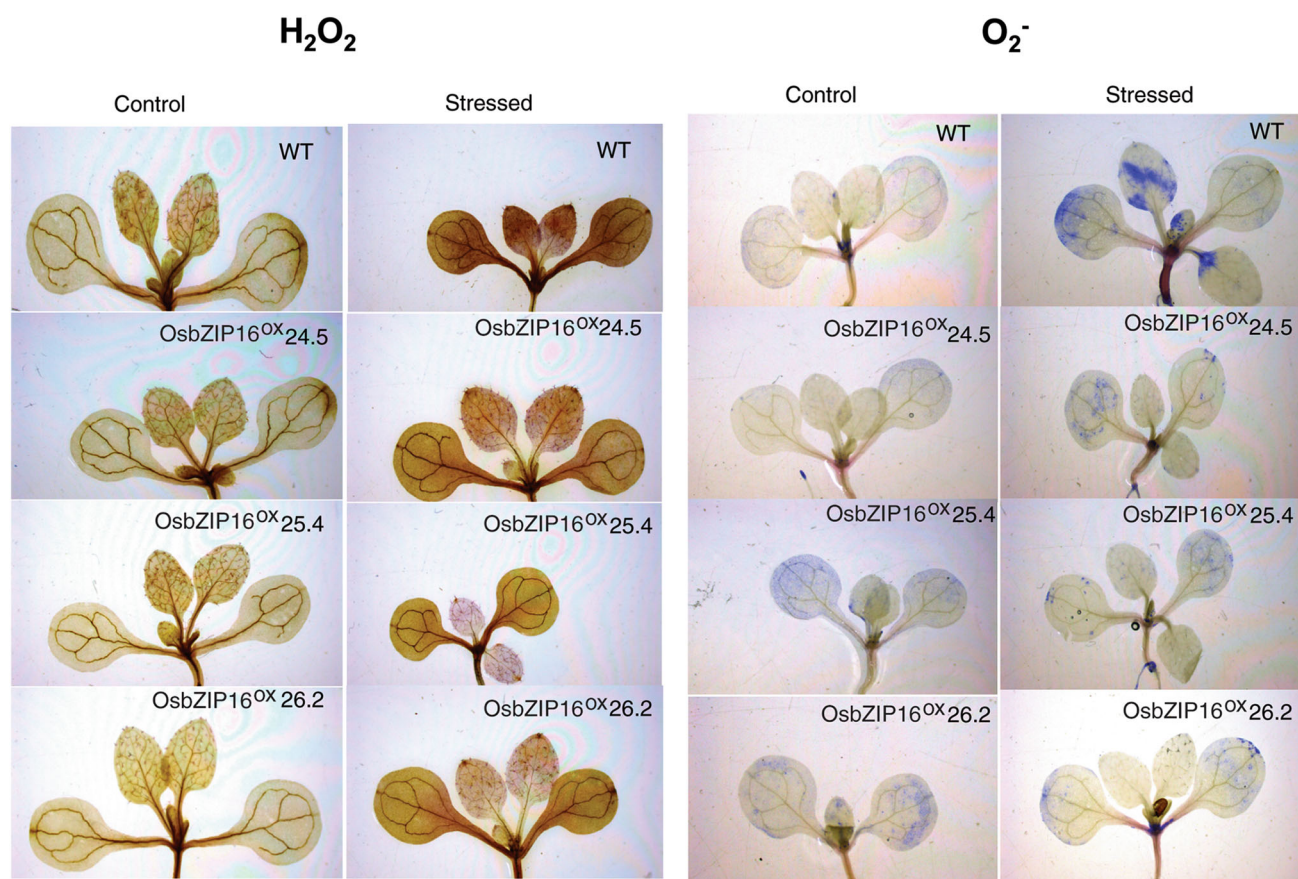 H₂O₂ O₂⁻
Control Stressed Control Stressed
WT WT WT WT
OsbZIP16ᴼˣ24.5 OsbZIP16ᴼˣ24.5 OsbZIP16ᴼˣ24.5 OsbZIP16ᴼˣ24.5
OsbZIP16ᴼˣ25.4 OsbZIP16ᴼˣ25.4 OsbZIP16ᴼˣ25.4 OsbZIP16ᴼˣ25.4
OsbZIP16ᴼˣ26.2 OsbZIP16ᴼˣ26.2 OsbZIP16ᴼˣ26.2 OsbZIP16ᴼˣ26.2